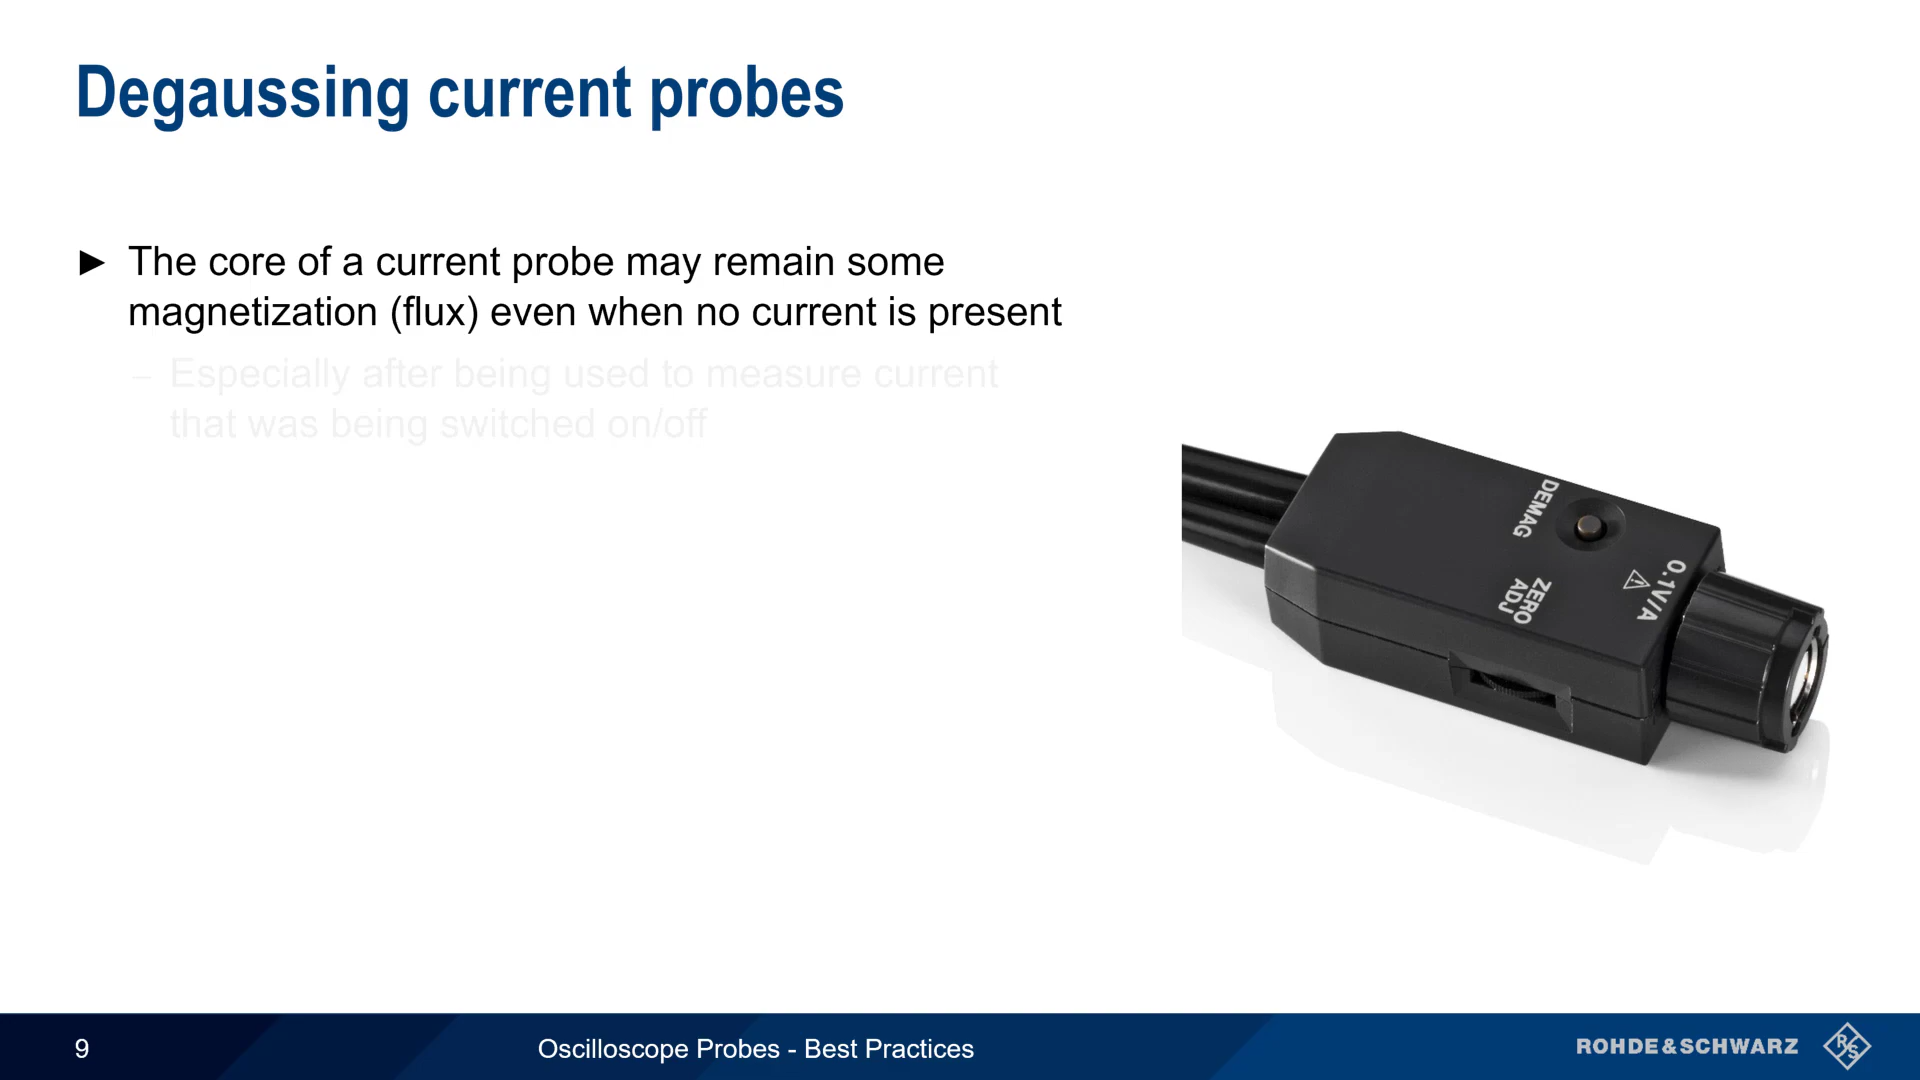 Degaussing current probes
► The core of a current probe may remain some
magnetization (flux) even when no current is present
– Especially after being used to measure current
that was being switched on/off
DEMAG
ZERO
ADJ
0.1V/A
9
Oscilloscope Probes - Best Practices
ROHDE&SCHWARZ
R&S